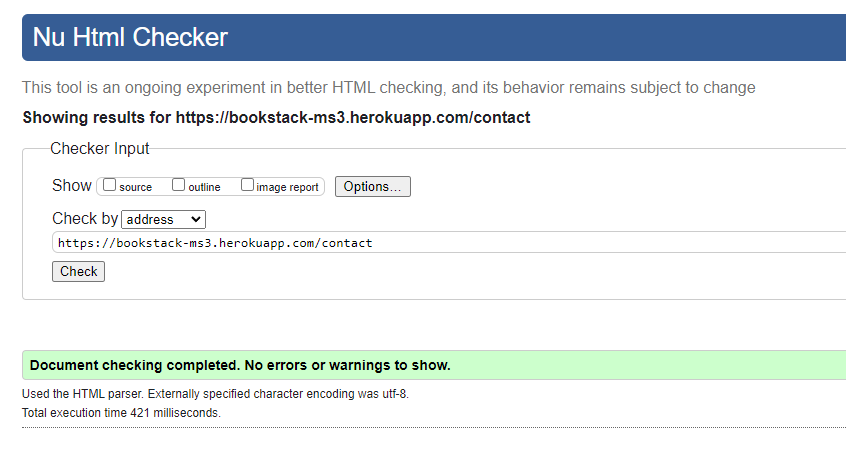 Nu Html Checker
This tool is an ongoing experiment in better HTML checking, and its behavior remains subject to change
Showing results for https://bookstack-ms3.herokuapp.com/contact
Checker Input
Show source outline image report Options...
Check by address
https://bookstack-ms3.herokuapp.com/contact
Check
Document checking completed. No errors or warnings to show.
Used the HTML parser. Externally specified character encoding was utf-8.
Total execution time 421 milliseconds.